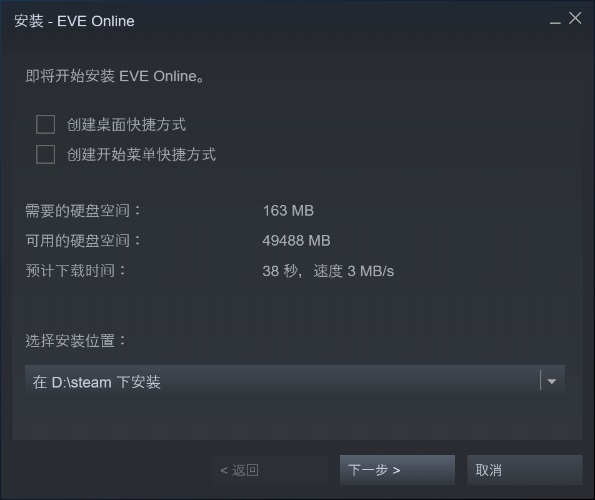 安装 - EVE Online
即将开始安装 EVE Online。
创建桌面快捷方式
创建开始菜单快捷方式
需要的硬盘空间： 163 MB
可用的硬盘空间： 49488 MB
预计下载时间： 38 秒，速度 3 MB/s
选择安装位置：
在 D:\steam 下安装
< 返回 下一步 > 取消